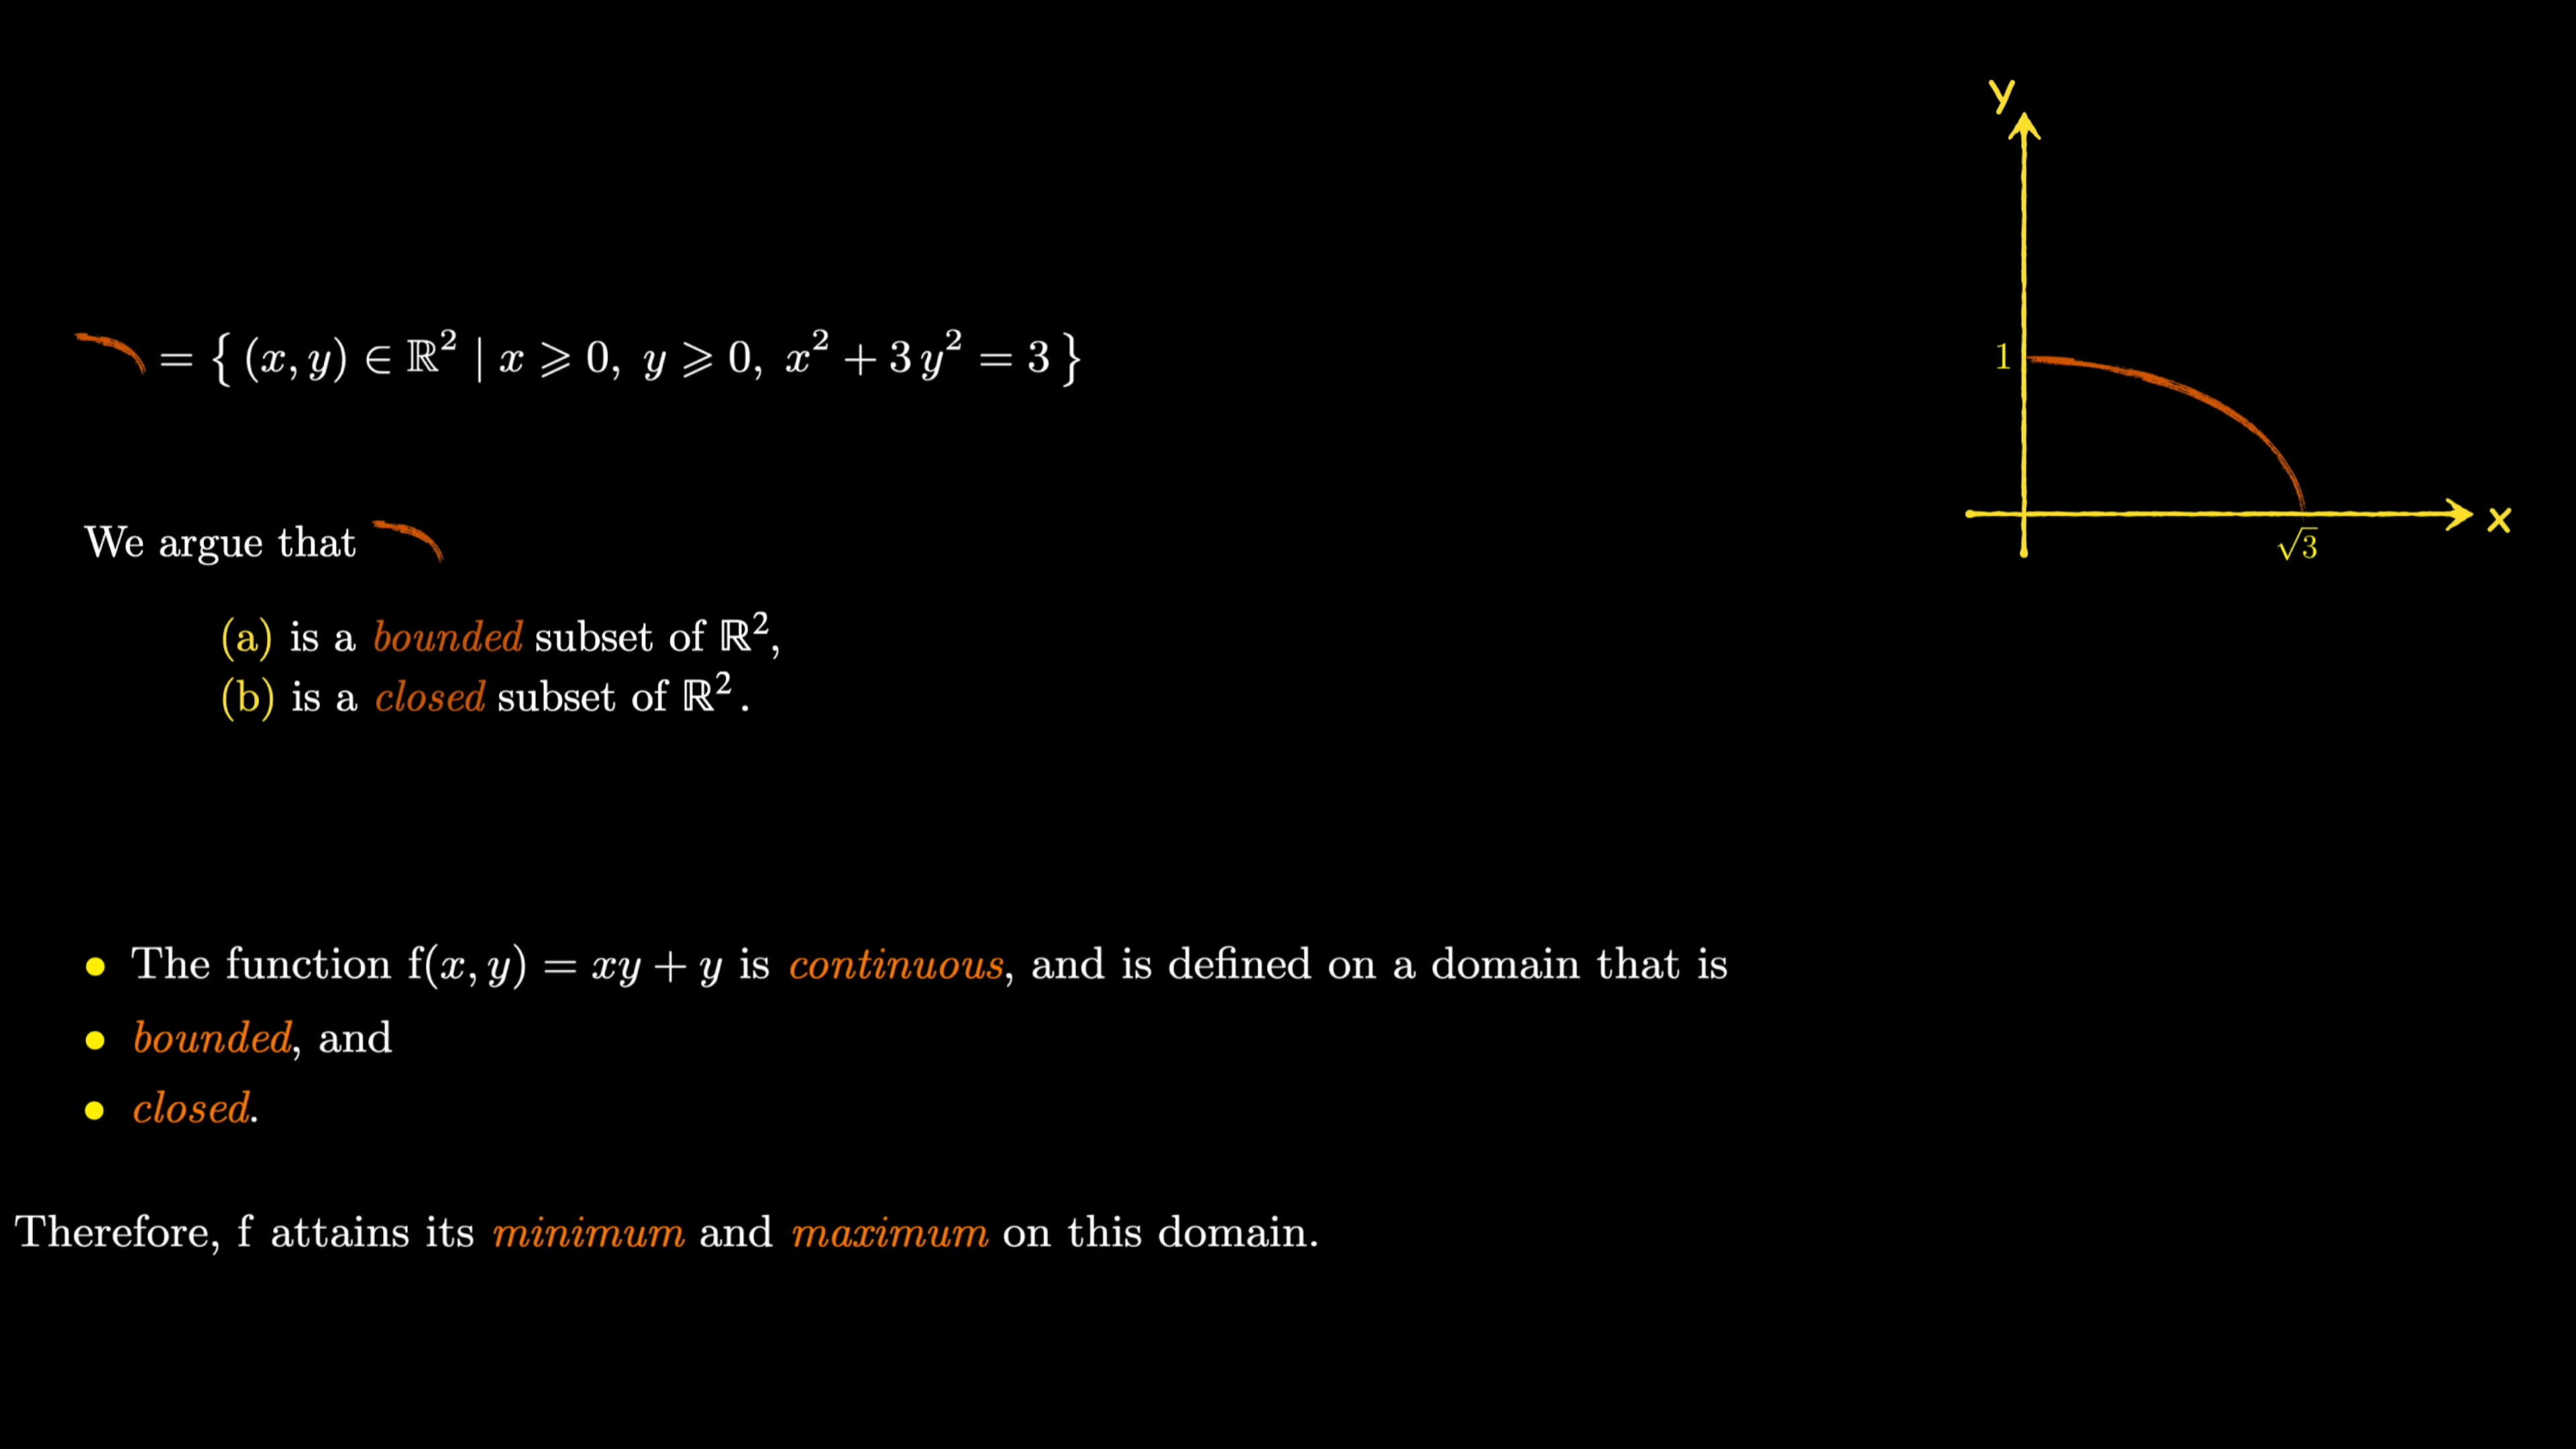 y
= { (x, y) ∈ ℝ² | x ⩾ 0, y ⩾ 0, x² + 3 y² = 3 }
1
x
√3
We argue that
(a) is a bounded subset of ℝ²,
(b) is a closed subset of ℝ².
• The function f(x, y) = xy + y is continuous, and is defined on a domain that is
• bounded, and
• closed.
Therefore, f attains its minimum and maximum on this domain.